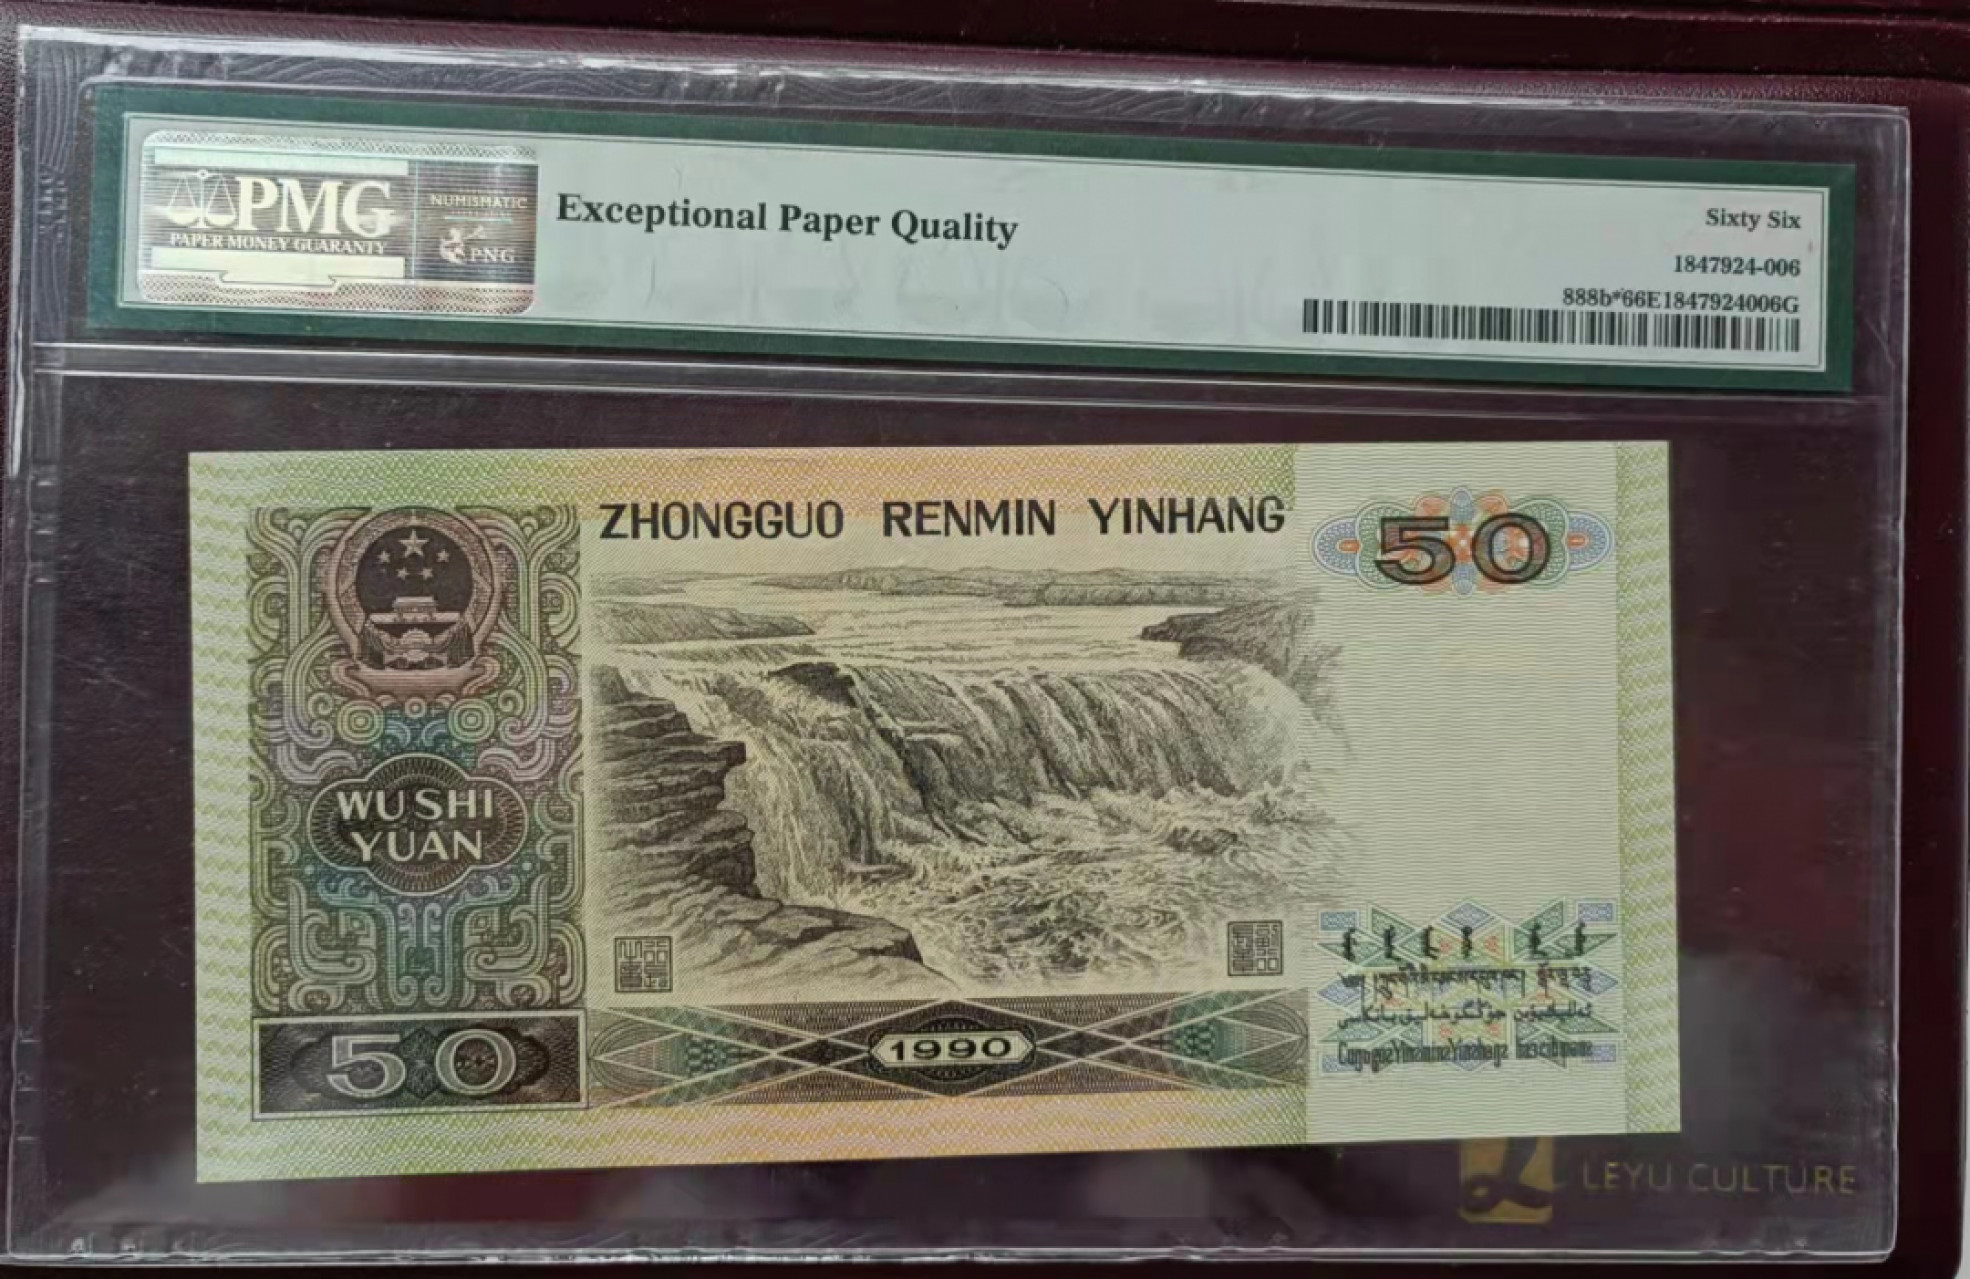 PMG
PAPER MONEY GUARANTY
NUMISMATIC
PNG
Exceptional Paper Quality
Sixty Six
1847924-006
888b*66E1847924006G
ZHONGGUO RENMIN YINHANG
50
WU SHI
YUAN
50
1990
LEYU CULTURE